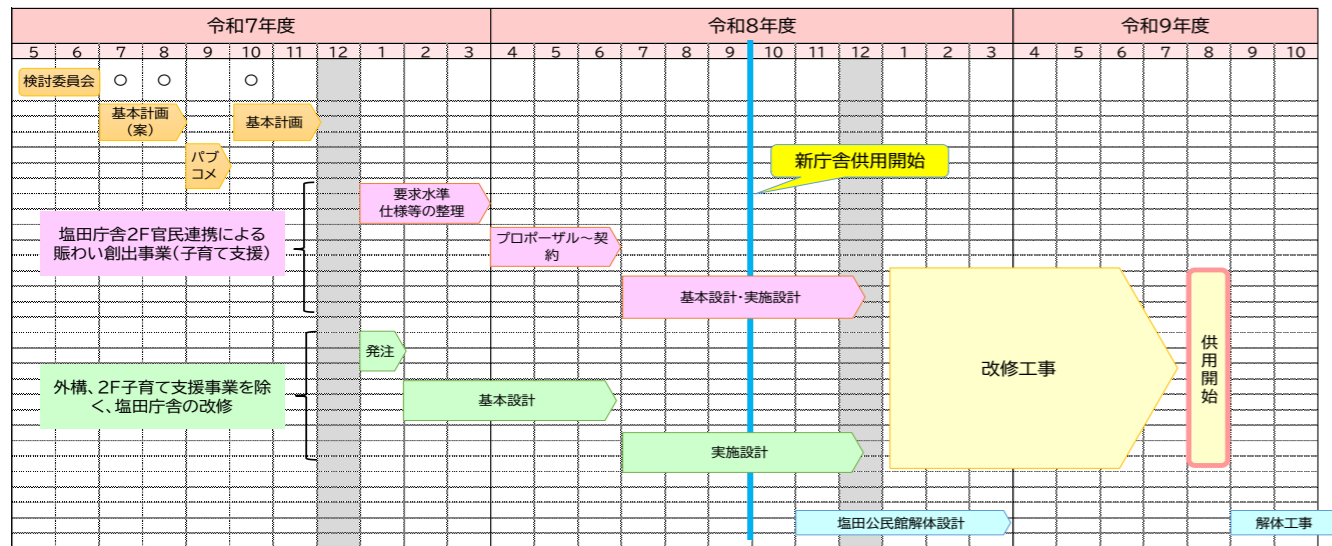 令和7年度 令和8年度 令和9年度
5 6 7 8 9 10 11 12 1 2 3 4 5 6 7 8 9 10 11 12 1 2 3 4 5 6 7 8 9 10
検討委員会 ○ ○ ○
基本計画
(案)
基本計画
パブ
コメ
新庁舎供用開始
要求水準
仕様等の整理
塩田庁舎2F官民連携による
賑わい創出事業(子育て支援)
プロポーザル~契
約
基本設計・実施設計
発注
外構、2F子育て支援事業を除
く、塩田庁舎の改修
基本設計
実施設計
改修工事
供
用
開
始
塩田公民館解体設計
解体工事